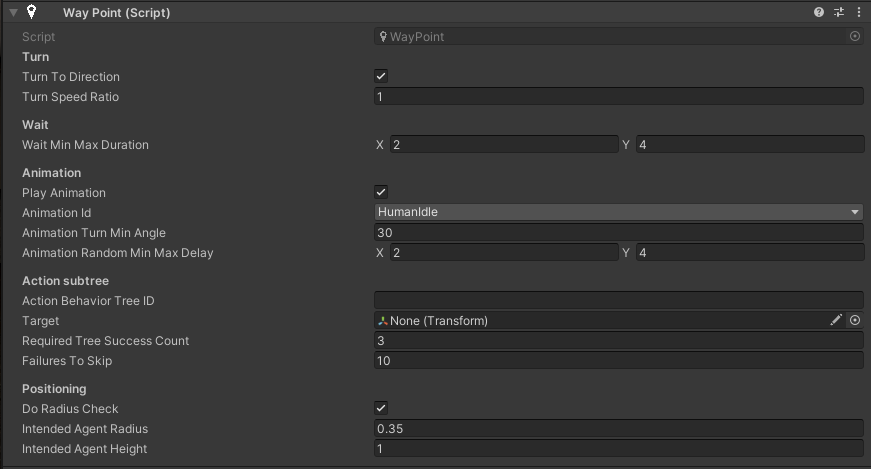 Way Point (Script)
Script WayPoint
Turn
Turn To Direction
Turn Speed Ratio 1
Wait
Wait Min Max Duration X 2 Y 4
Animation
Play Animation
Animation Id HumanIdle
Animation Turn Min Angle 30
Animation Random Min Max Delay X 2 Y 4
Action subtree
Action Behavior Tree ID
Target None (Transform)
Required Tree Success Count 3
Failures To Skip 10
Positioning
Do Radius Check
Intended Agent Radius 0.35
Intended Agent Height 1